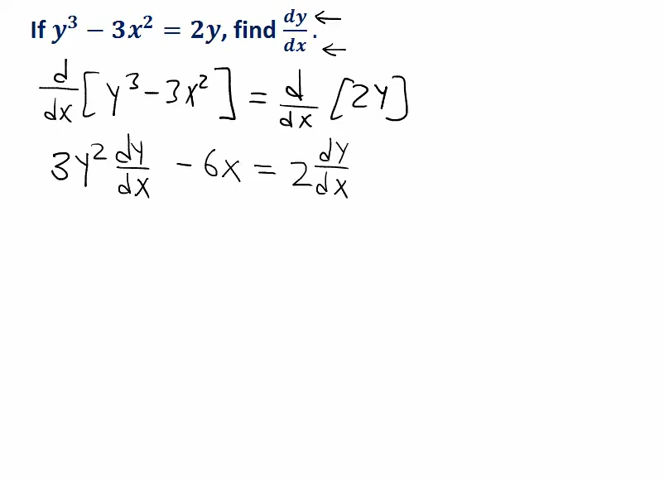 If y³ − 3x² = 2y, find dy/dx. ← ←
d/dx [y³ − 3x²] = d/dx [2y]
3y² dy/dx − 6x = 2 dy/dx